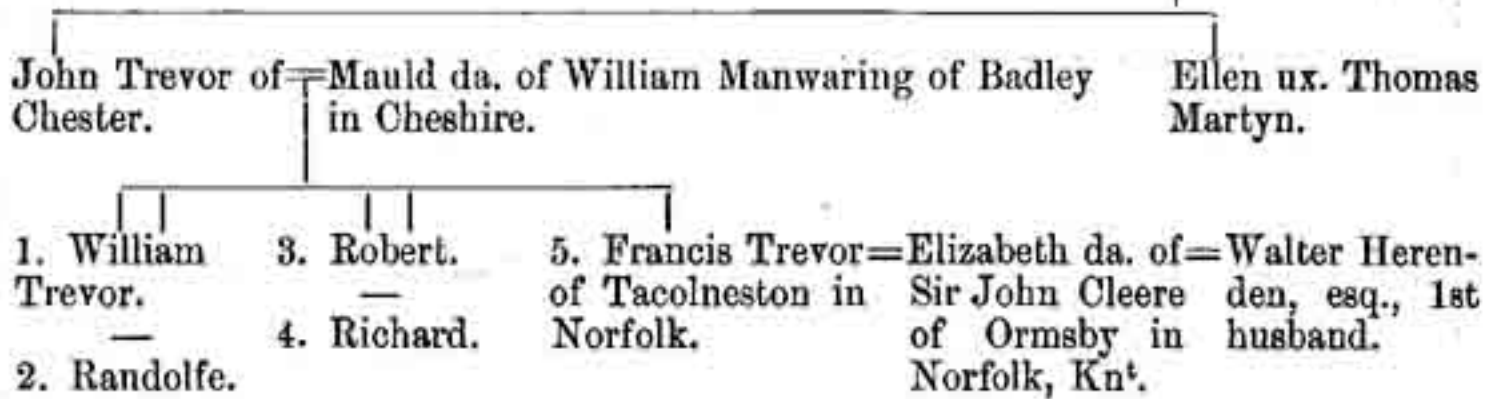 John Trevor of=Mauld da. of William Manwaring of Badley
Chester. in Cheshire.
Ellen ux. Thomas
Martyn.
1. William
Trevor.
—
2. Randolfe.
3. Robert.
—
4. Richard.
5. Francis Trevor=Elizabeth da. of=Walter Heren-
of Tacolneston in Sir John Cleere den, esq., 1st
Norfolk. of Ormsby in husband.
Norfolk, Knᵗ.